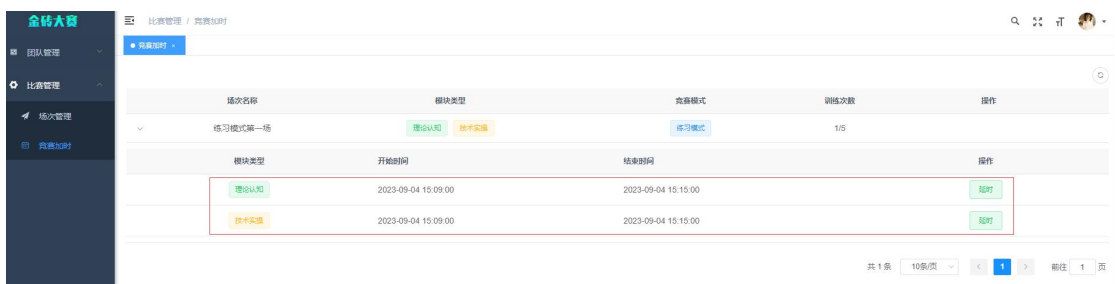 金砖大赛
比赛管理 / 竞赛加时
团队管理
竞赛加时 ×
比赛管理
场次名称 模块类型 竞赛模式 训练次数 操作
场次管理
练习模式第一场 理论认知 技术实操 练习模式 1/5
竞赛加时
模块类型 开始时间 结束时间 操作
理论认知 2023-09-04 15:09:00 2023-09-04 15:15:00 延时
技术实操 2023-09-04 15:09:00 2023-09-04 15:15:00 延时
共 1 条 10条/页 < 1 > 前往 1 页